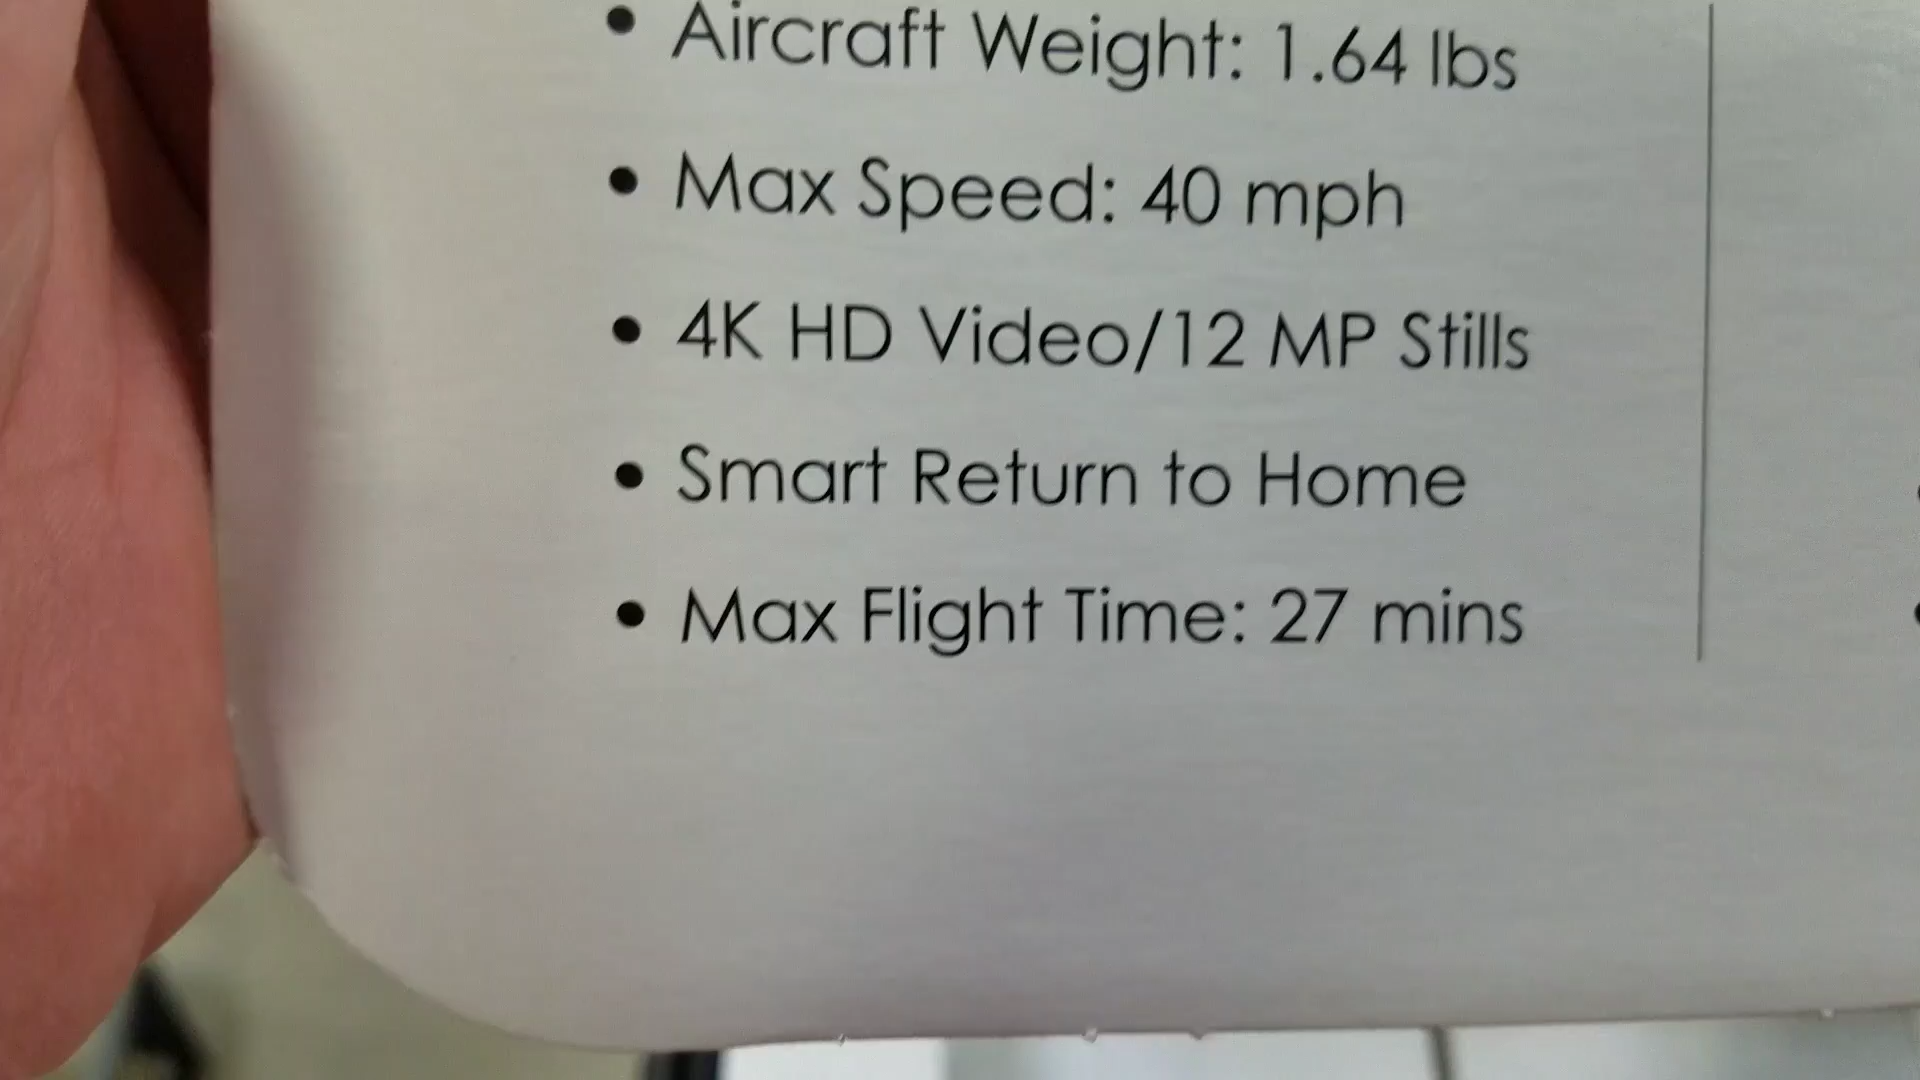 • Aircraft Weight: 1.64 lbs
• Max Speed: 40 mph
• 4K HD Video/12 MP Stills
• Smart Return to Home
• Max Flight Time: 27 mins